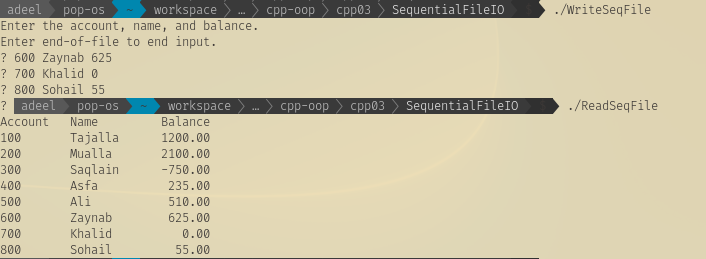 adeel pop-os ~ workspace … cpp-oop cpp03 SequentialFileIO ./WriteSeqFile
Enter the account, name, and balance.
Enter end-of-file to end input.
? 600 Zaynab 625
? 700 Khalid 0
? 800 Sohail 55
? adeel pop-os ~ workspace … cpp-oop cpp03 SequentialFileIO ./ReadSeqFile
Account Name Balance
100 Tajalla 1200.00
200 Mualla 2100.00
300 Saqlain -750.00
400 Asfa 235.00
500 Ali 510.00
600 Zaynab 625.00
700 Khalid 0.00
800 Sohail 55.00